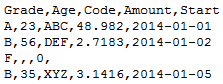 Grade,Age,Code,Amount,Start
A,23,ABC,48.982,2014-01-01
B,56,DEF,2.7183,2014-01-02
F,,,0,
B,35,XYZ,3.1416,2014-01-05